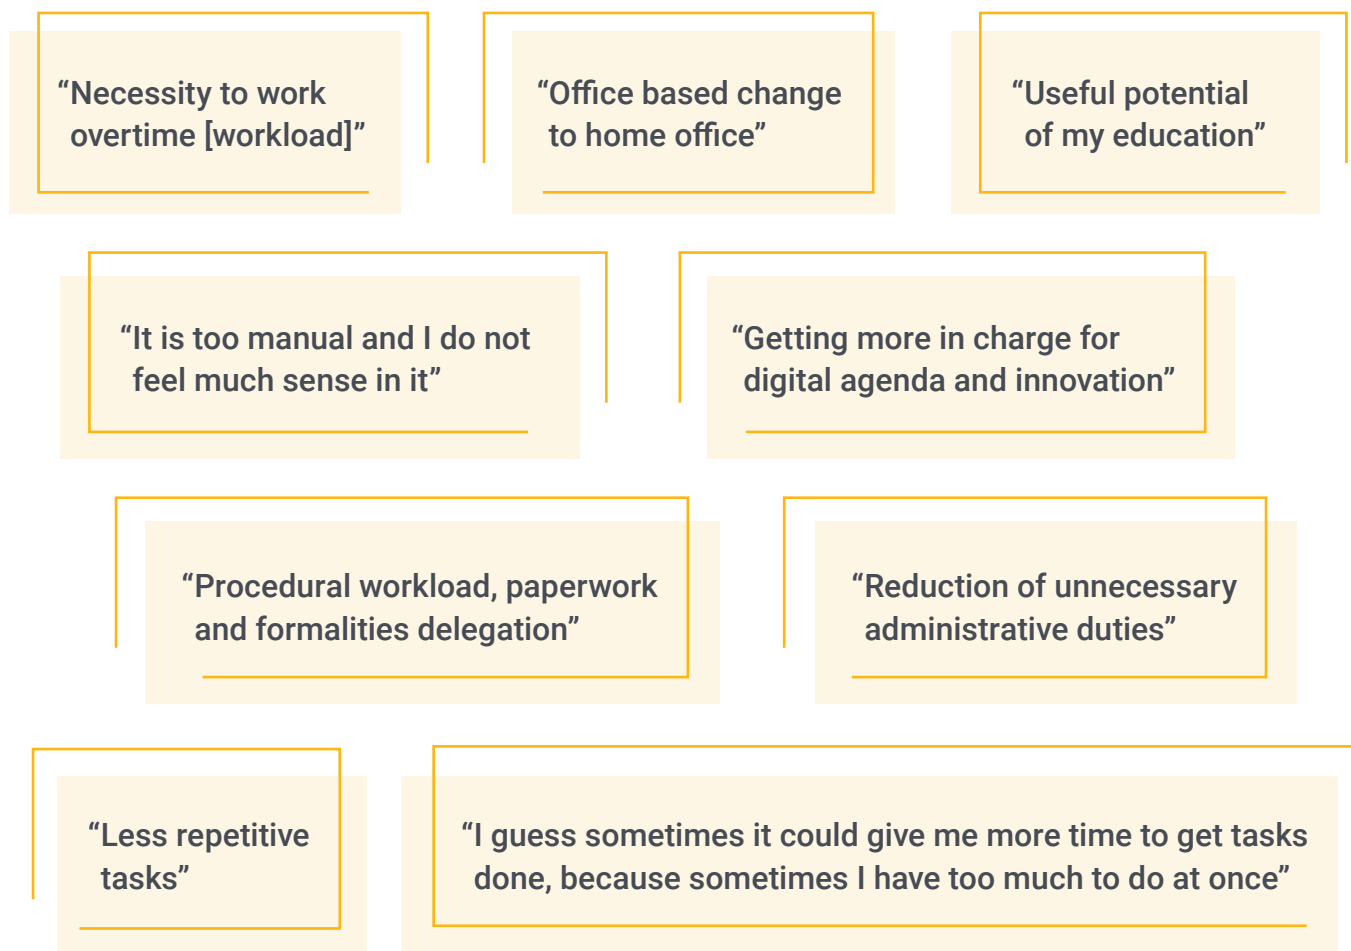 “Necessity to work
overtime [workload]”
“Office based change
to home office”
“Useful potential
of my education”
“It is too manual and I do not
feel much sense in it”
“Getting more in charge for
digital agenda and innovation”
“Procedural workload, paperwork
and formalities delegation”
“Reduction of unnecessary
administrative duties”
“Less repetitive
tasks”
“I guess sometimes it could give me more time to get tasks
done, because sometimes I have too much to do at once”